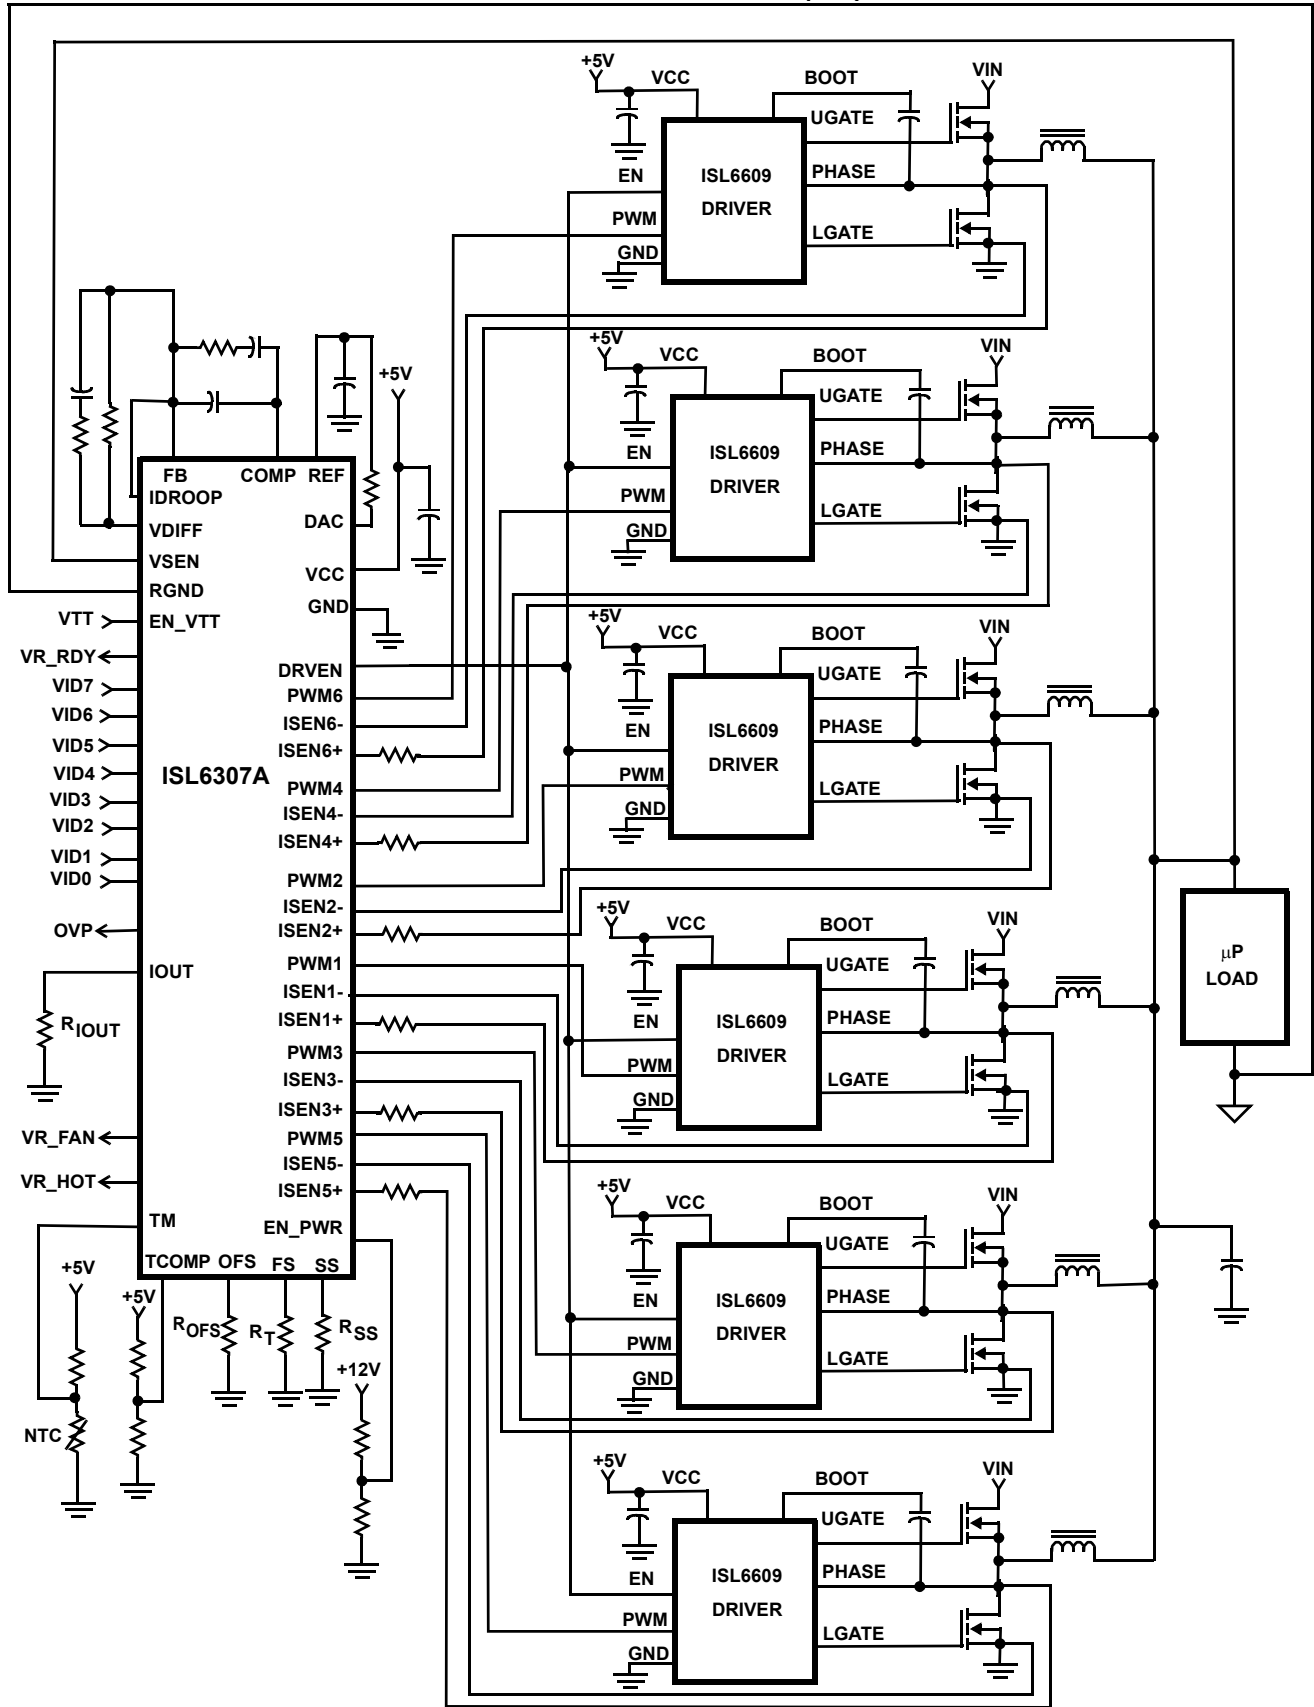 +5V
VCC
BOOT
VIN
UGATE
EN
ISL6609
DRIVER
PHASE
PWM
LGATE
GND
+5V
VCC
BOOT
VIN
UGATE
EN
ISL6609
DRIVER
PHASE
PWM
LGATE
GND
+5V
VCC
BOOT
VIN
UGATE
EN
ISL6609
DRIVER
PHASE
PWM
LGATE
GND
+5V
VCC
BOOT
VIN
UGATE
EN
ISL6609
DRIVER
PHASE
PWM
LGATE
GND
+5V
VCC
BOOT
VIN
UGATE
EN
ISL6609
DRIVER
PHASE
PWM
LGATE
GND
+5V
VCC
BOOT
VIN
UGATE
EN
ISL6609
DRIVER
PHASE
PWM
LGATE
GND
+5V
FB
COMP
REF
IDROOP
VDIFF
DAC
VSEN
VCC
RGND
GND
VTT
EN_VTT
VR_RDY
DRVEN
VID7
PWM6
VID6
ISEN6-
VID5
ISEN6+
VID4
ISL6307A
PWM4
VID3
ISEN4-
VID2
ISEN4+
VID1
VID0
PWM2
ISEN2-
OVP
ISEN2+
IOUT
PWM1
ISEN1-
RIOUT
ISEN1+
PWM3
ISEN3-
ISEN3+
VR_FAN
PWM5
ISEN5-
VR_HOT
ISEN5+
TM
EN_PWR
TCOMP
OFS
FS
SS
+5V
+5V
ROFS
RT
RSS
+12V
NTC
µP
LOAD